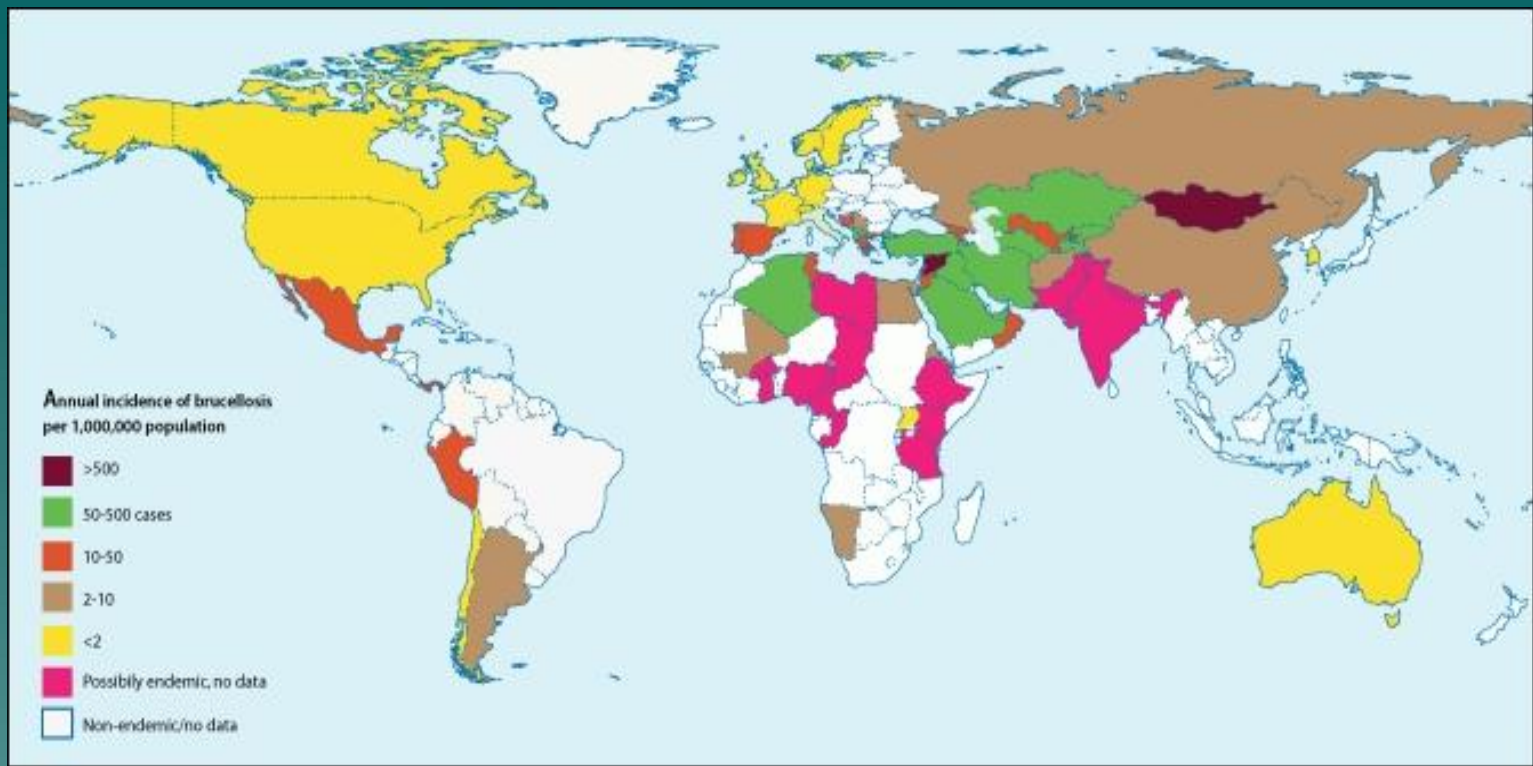 Annual incidence of brucellosis
per 1,000,000 population
>500
50-500 cases
10-50
2-10
<2
Possibily endemic, no data
Non-endemic/no data